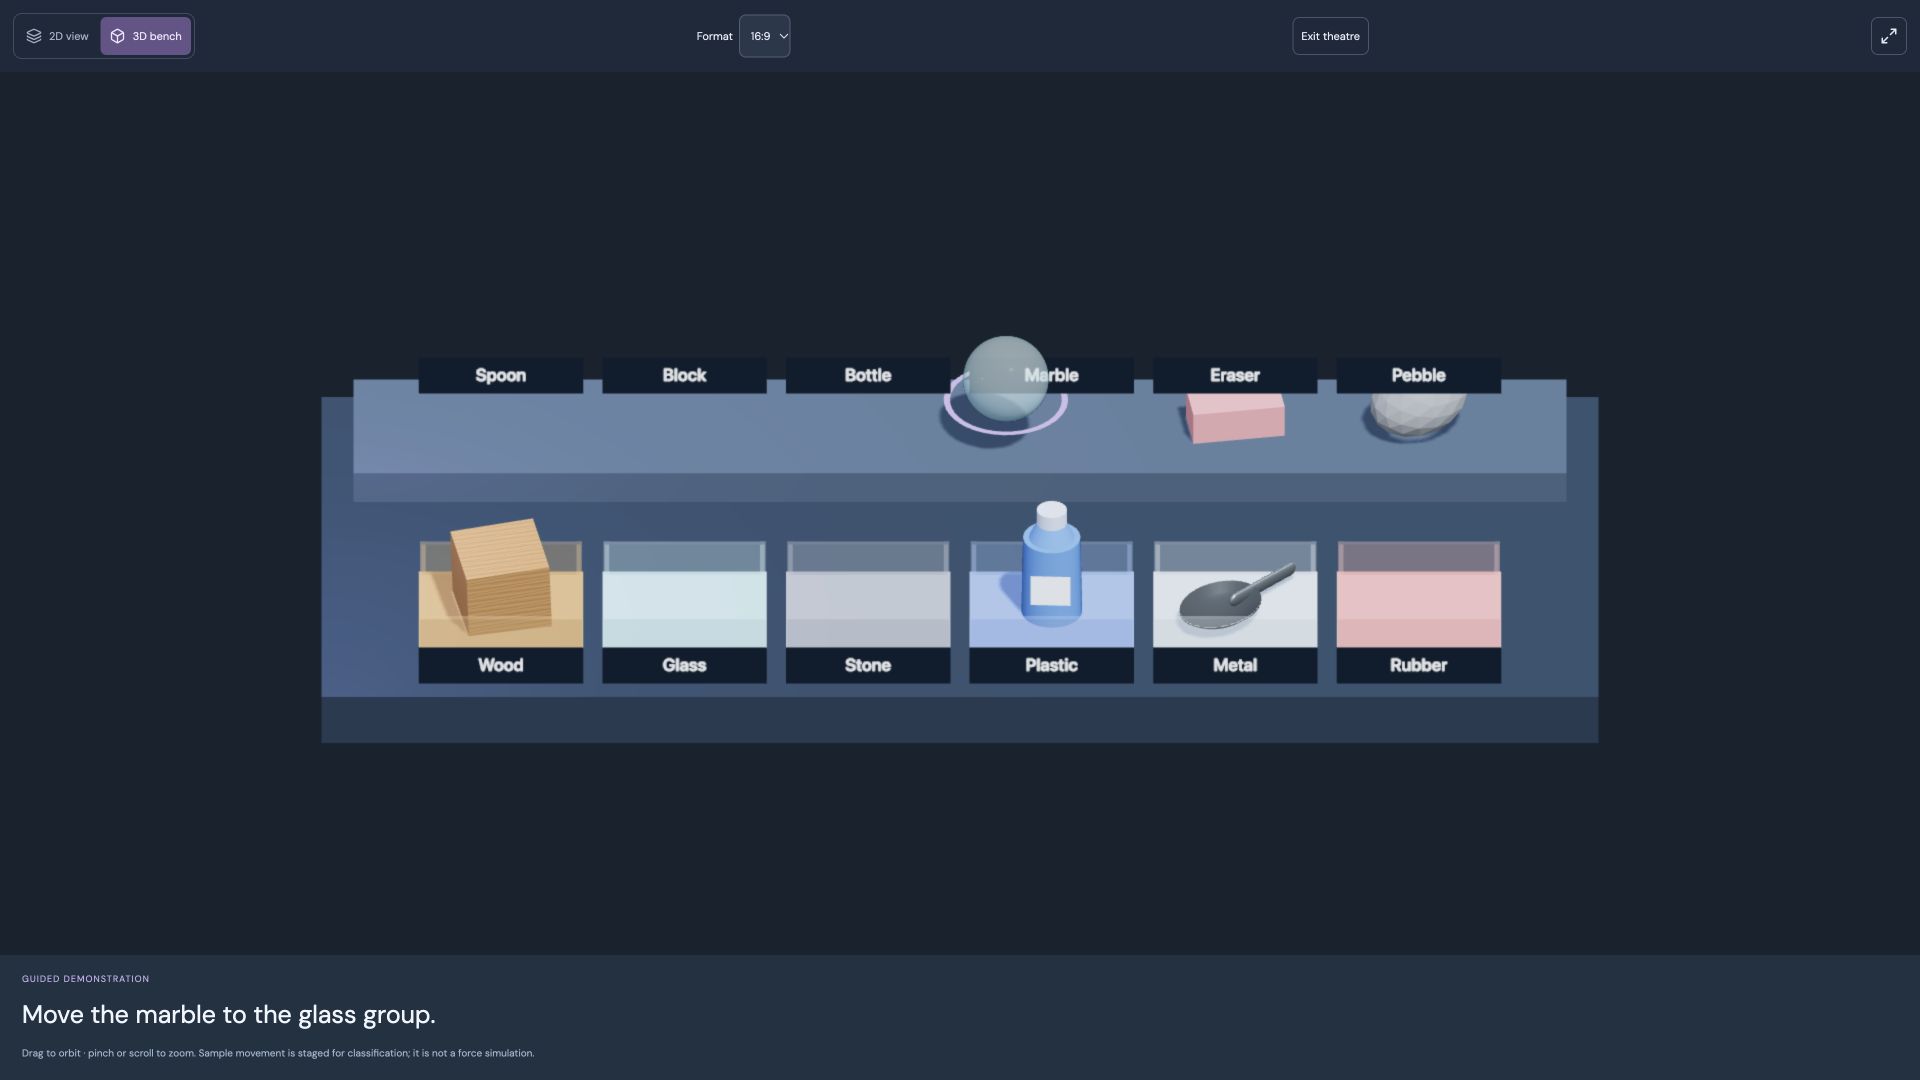 2D view
3D bench
Format
16:9
Exit theatre
Spoon
Block
Bottle
Marble
Eraser
Pebble
Wood
Glass
Stone
Plastic
Metal
Rubber
GUIDED DEMONSTRATION
Move the marble to the glass group.
Drag to orbit · pinch or scroll to zoom. Sample movement is staged for classification; it is not a force simulation.